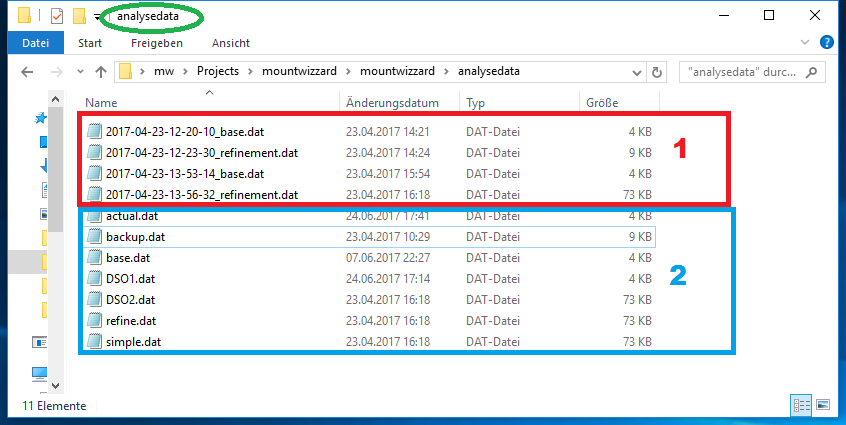 analysedata
Datei Start Freigeben Ansicht
mw Projects mountwizzard mountwizzard analysedata "analysedata" durc...
Name Änderungsdatum Typ Größe
2017-04-23-12-20-10_base.dat 23.04.2017 14:21 DAT-Datei 4 KB
2017-04-23-12-23-30_refinement.dat 23.04.2017 14:24 DAT-Datei 9 KB
1
2017-04-23-13-53-14_base.dat 23.04.2017 15:54 DAT-Datei 4 KB
2017-04-23-13-56-32_refinement.dat 23.04.2017 16:18 DAT-Datei 73 KB
actual.dat 24.06.2017 17:41 DAT-Datei 4 KB
backup.dat 23.04.2017 10:29 DAT-Datei 9 KB
base.dat 07.06.2017 22:27 DAT-Datei 4 KB
2
DSO1.dat 24.06.2017 17:14 DAT-Datei 4 KB
DSO2.dat 23.04.2017 16:18 DAT-Datei 73 KB
refine.dat 23.04.2017 16:18 DAT-Datei 73 KB
simple.dat 23.04.2017 16:18 DAT-Datei 73 KB
11 Elemente